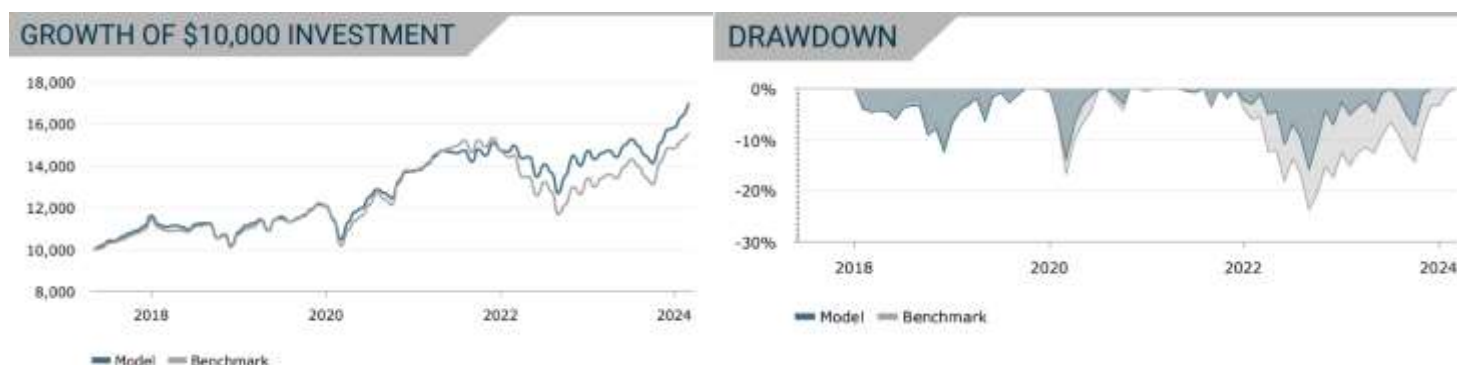 GROWTH OF $10,000 INVESTMENT
18,000
16,000
14,000
12,000
10,000
8,000
2018 2020 2022 2024
Model Benchmark
DRAWDOWN
0%
-10%
-20%
-30%
2018 2020 2022 2024
Model Benchmark